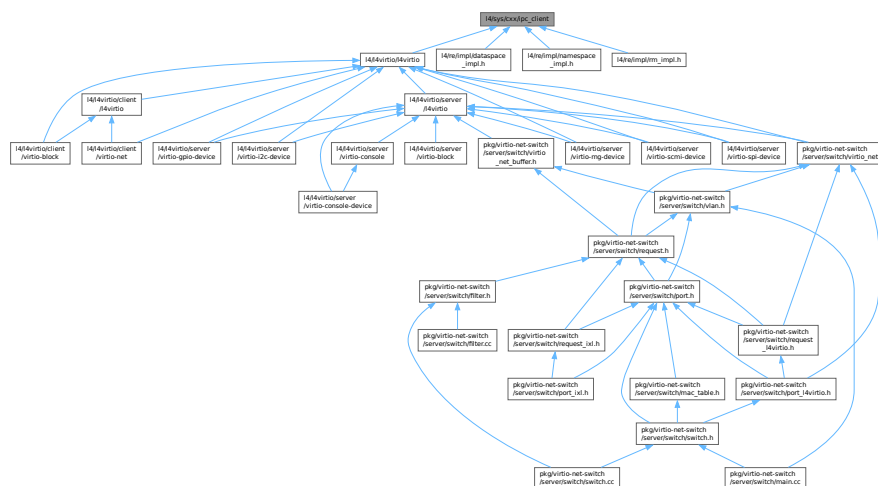 l4/sys/cxx/ipc_client
l4/l4virtio/l4virtio
l4/re/impl/dataspace
_impl.h
l4/re/impl/namespace
_impl.h
l4/re/impl/rm_impl.h
l4/l4virtio/client
/l4virtio
l4/l4virtio/server
/l4virtio
l4/l4virtio/client
/virtio-block
l4/l4virtio/client
/virtio-net
l4/l4virtio/server
/virtio-gpio-device
l4/l4virtio/server
/virtio-i2c-device
l4/l4virtio/server
/virtio-console
l4/l4virtio/server
/virtio-block
pkg/virtio-net-switch
/server/switch/virtio
_net_buffer.h
l4/l4virtio/server
/virtio-rng-device
l4/l4virtio/server
/virtio-scmi-device
l4/l4virtio/server
/virtio-spi-device
pkg/virtio-net-switch
/server/switch/virtio_net.h
l4/l4virtio/server
/virtio-console-device
pkg/virtio-net-switch
/server/switch/vlan.h
pkg/virtio-net-switch
/server/switch/request.h
pkg/virtio-net-switch
/server/switch/filter.h
pkg/virtio-net-switch
/server/switch/port.h
pkg/virtio-net-switch
/server/switch/filter.cc
pkg/virtio-net-switch
/server/switch/request_ixl.h
pkg/virtio-net-switch
/server/switch/request
_l4virtio.h
pkg/virtio-net-switch
/server/switch/port_ixl.h
pkg/virtio-net-switch
/server/switch/mac_table.h
pkg/virtio-net-switch
/server/switch/port_l4virtio.h
pkg/virtio-net-switch
/server/switch/switch.h
pkg/virtio-net-switch
/server/switch/switch.cc
pkg/virtio-net-switch
/server/switch/main.cc